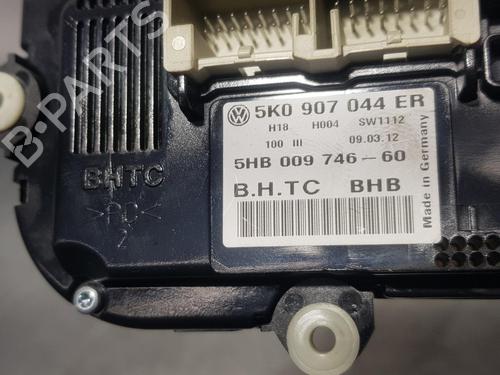 B-PARTS
5K0 907 044 ER
H18 H004 SW1112
100 III 09.03.12
5HB 009 746-60
B.H.TC BHB
Made in Germany
BHTC
>PC<
2